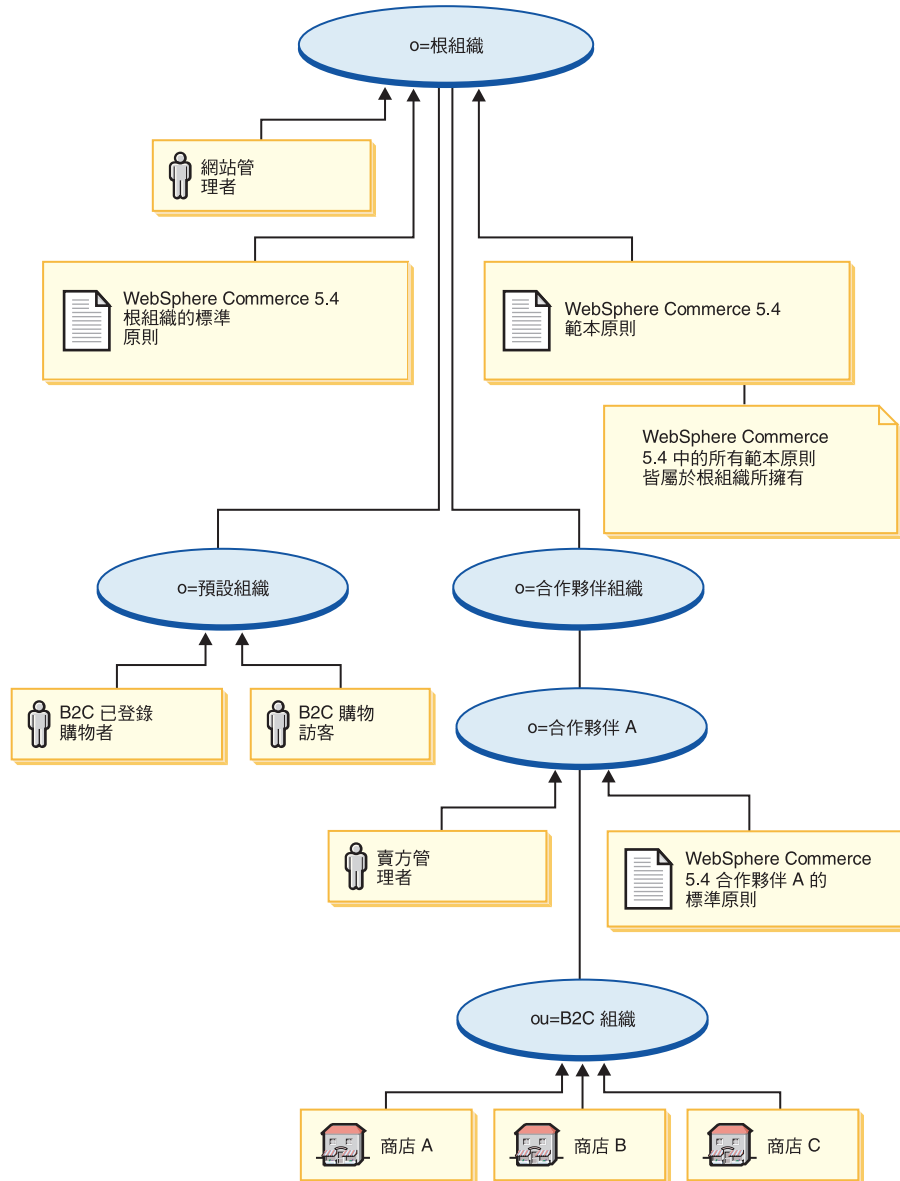 o=根組織
網站管
理者
WebSphere Commerce 5.4
根組織的標準
原則
WebSphere Commerce 5.4
範本原則
WebSphere Commerce
5.4 中的所有範本原則
皆屬於根組織所擁有
o=預設組織
o=合作夥伴組織
B2C 已登錄
購物者
B2C 購物
訪客
o=合作夥伴 A
賣方管
理者
WebSphere Commerce
5.4 合作夥伴 A 的
標準原則
ou=B2C 組織
商店 A
商店 B
商店 C